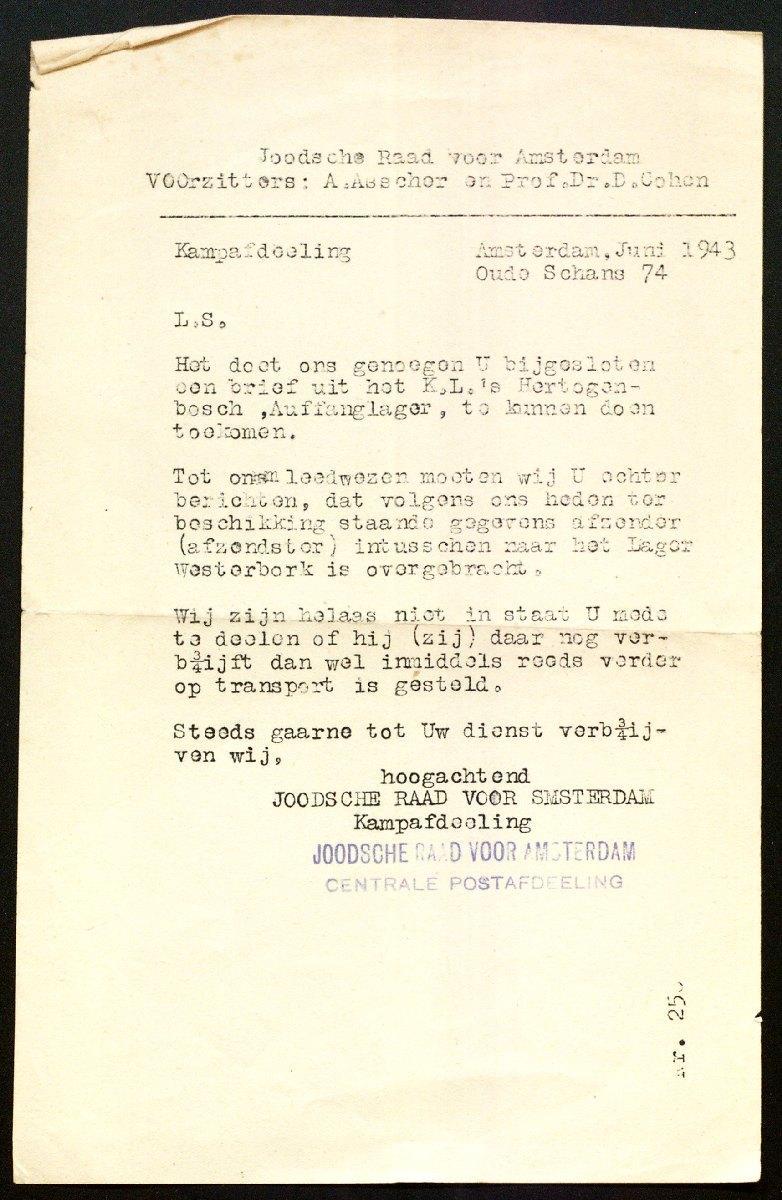 Joodsche Raad voor Amsterdam
VOOrzitters: A.Asscher en Prof.Dr.D.Cohen
Kampafdeeling
Amsterdam,Juni 1943
Oude Schans 74
L.S.
Het doet ons genoegen U bijgesloten
een brief uit het K.L.'s Hertogen-
bosch ,Auffanglager, te kunnen doen
toekomen.
Tot onsen leedwezen moeten wij U echter
berichten, dat volgens ons heden ter
beschikking staande gegevens afzender
(afzendster) intusschen naar het Lager
Westerbork is overgebracht.
Wij zijn helaas niet in staat U mede
te deelen of hij (zij) daar nog ver-
b¾ijft dan wel inmiddels reeds verder
op transport is gesteld.
Steeds gaarne tot Uw dienst verb¾ij-
ven wij,
hoogachtend
JOODSCHE RAAD VOOR SMSTERDAM
Kampafdeeling
JOODSCHE RAAD VOOR AMSTERDAM
CENTRALE POSTAFDEELING